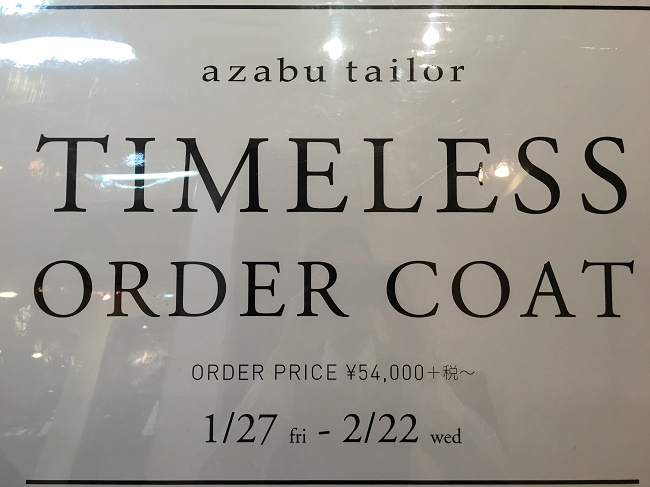 azabu tailor
TIMELESS
ORDER COAT
ORDER PRICE ¥54,000+税〜
1/27 fri - 2/22 wed